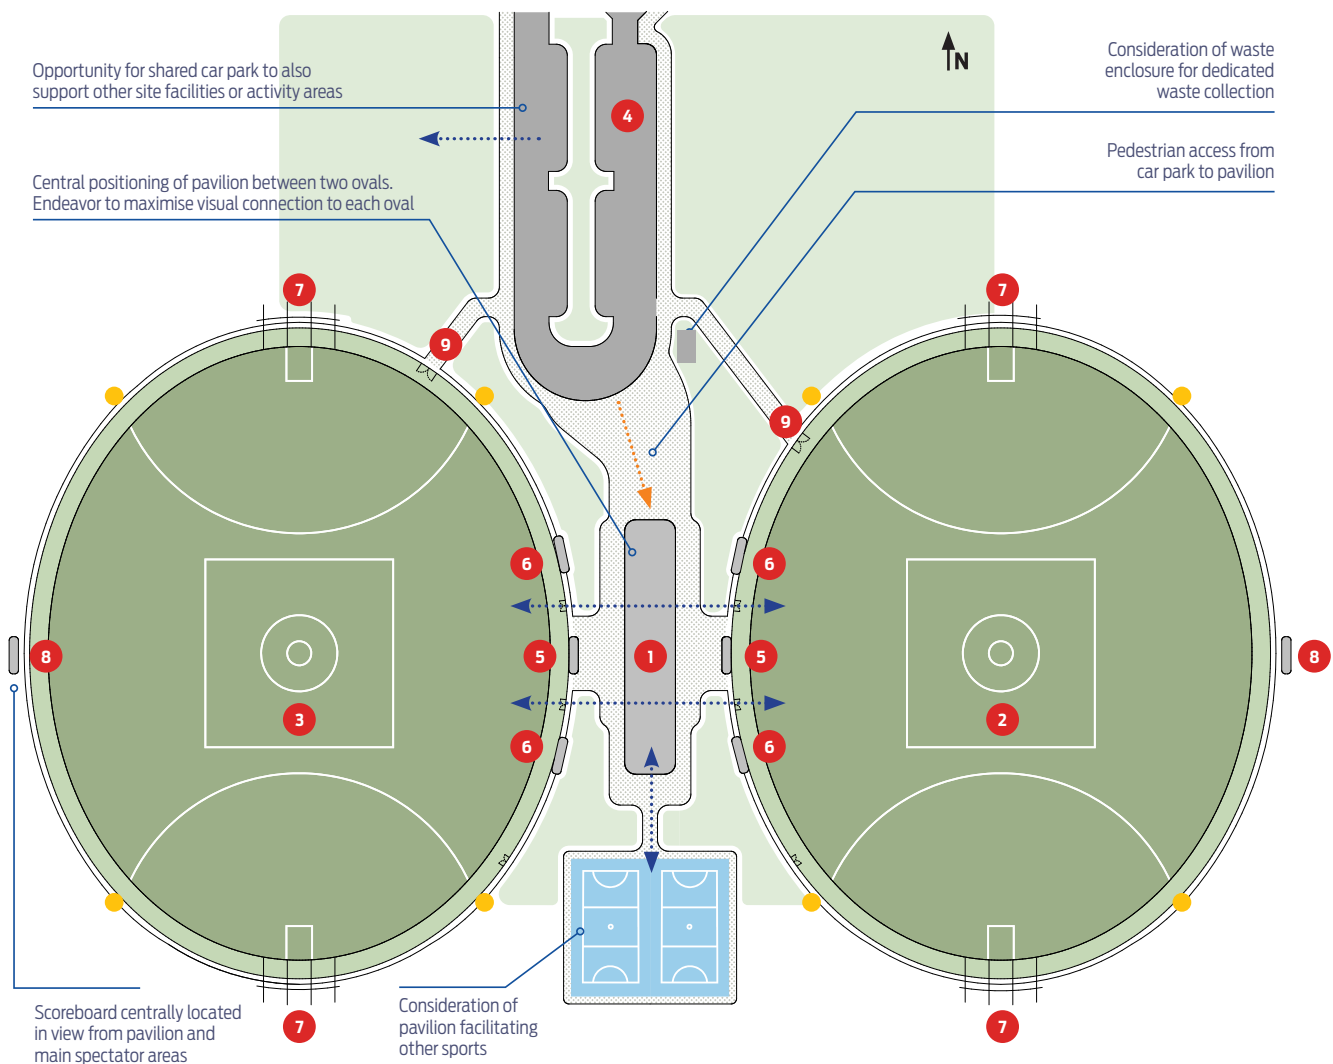 Opportunity for shared car park to also
support other site facilities or activity areas
N
Consideration of waste
enclosure for dedicated
waste collection
4
Pedestrian access from
car park to pavilion
Central positioning of pavilion between two ovals.
Endeavor to maximise visual connection to each oval
7
7
9
9
6
6
8
5
1
5
8
3
2
6
6
Scoreboard centrally located
in view from pavilion and
main spectator areas
Consideration of
pavilion facilitating
other sports
7
7